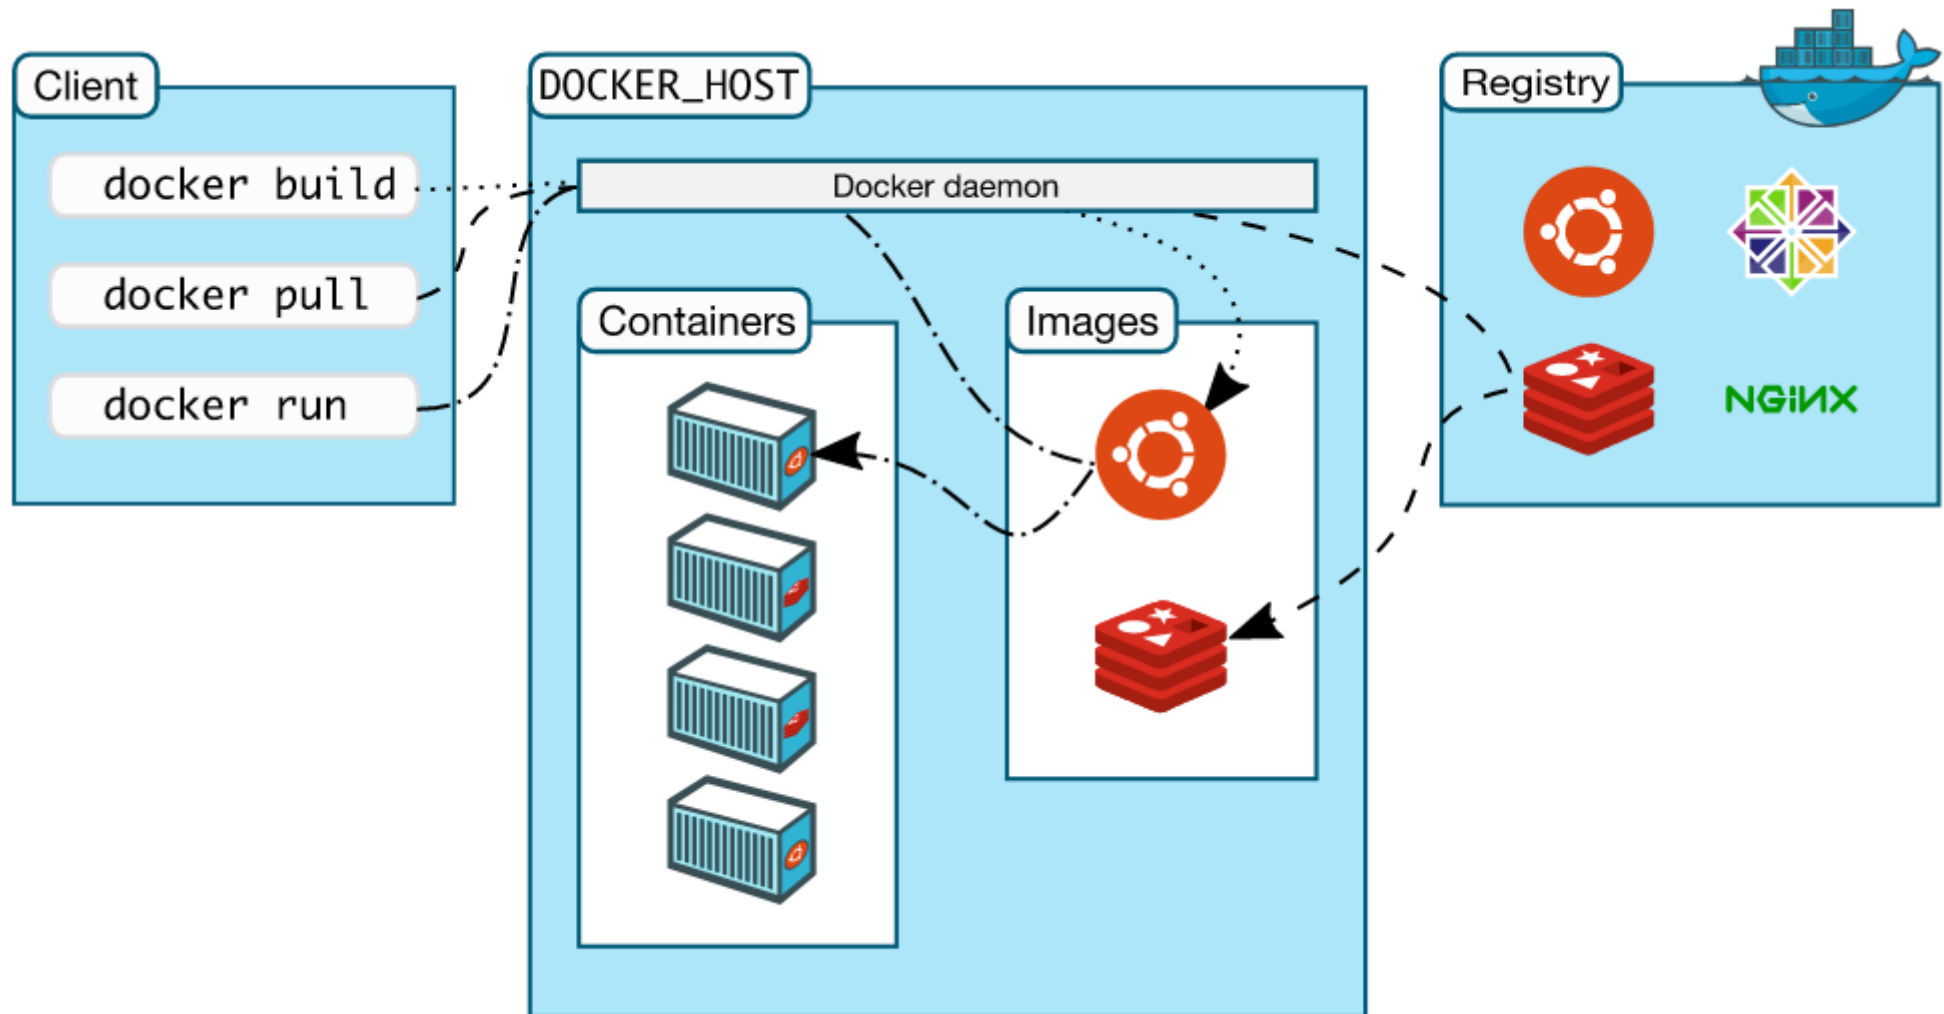 Client
docker build
docker pull
docker run
DOCKER_HOST
Docker daemon
Containers
Images
Registry
NGiNX